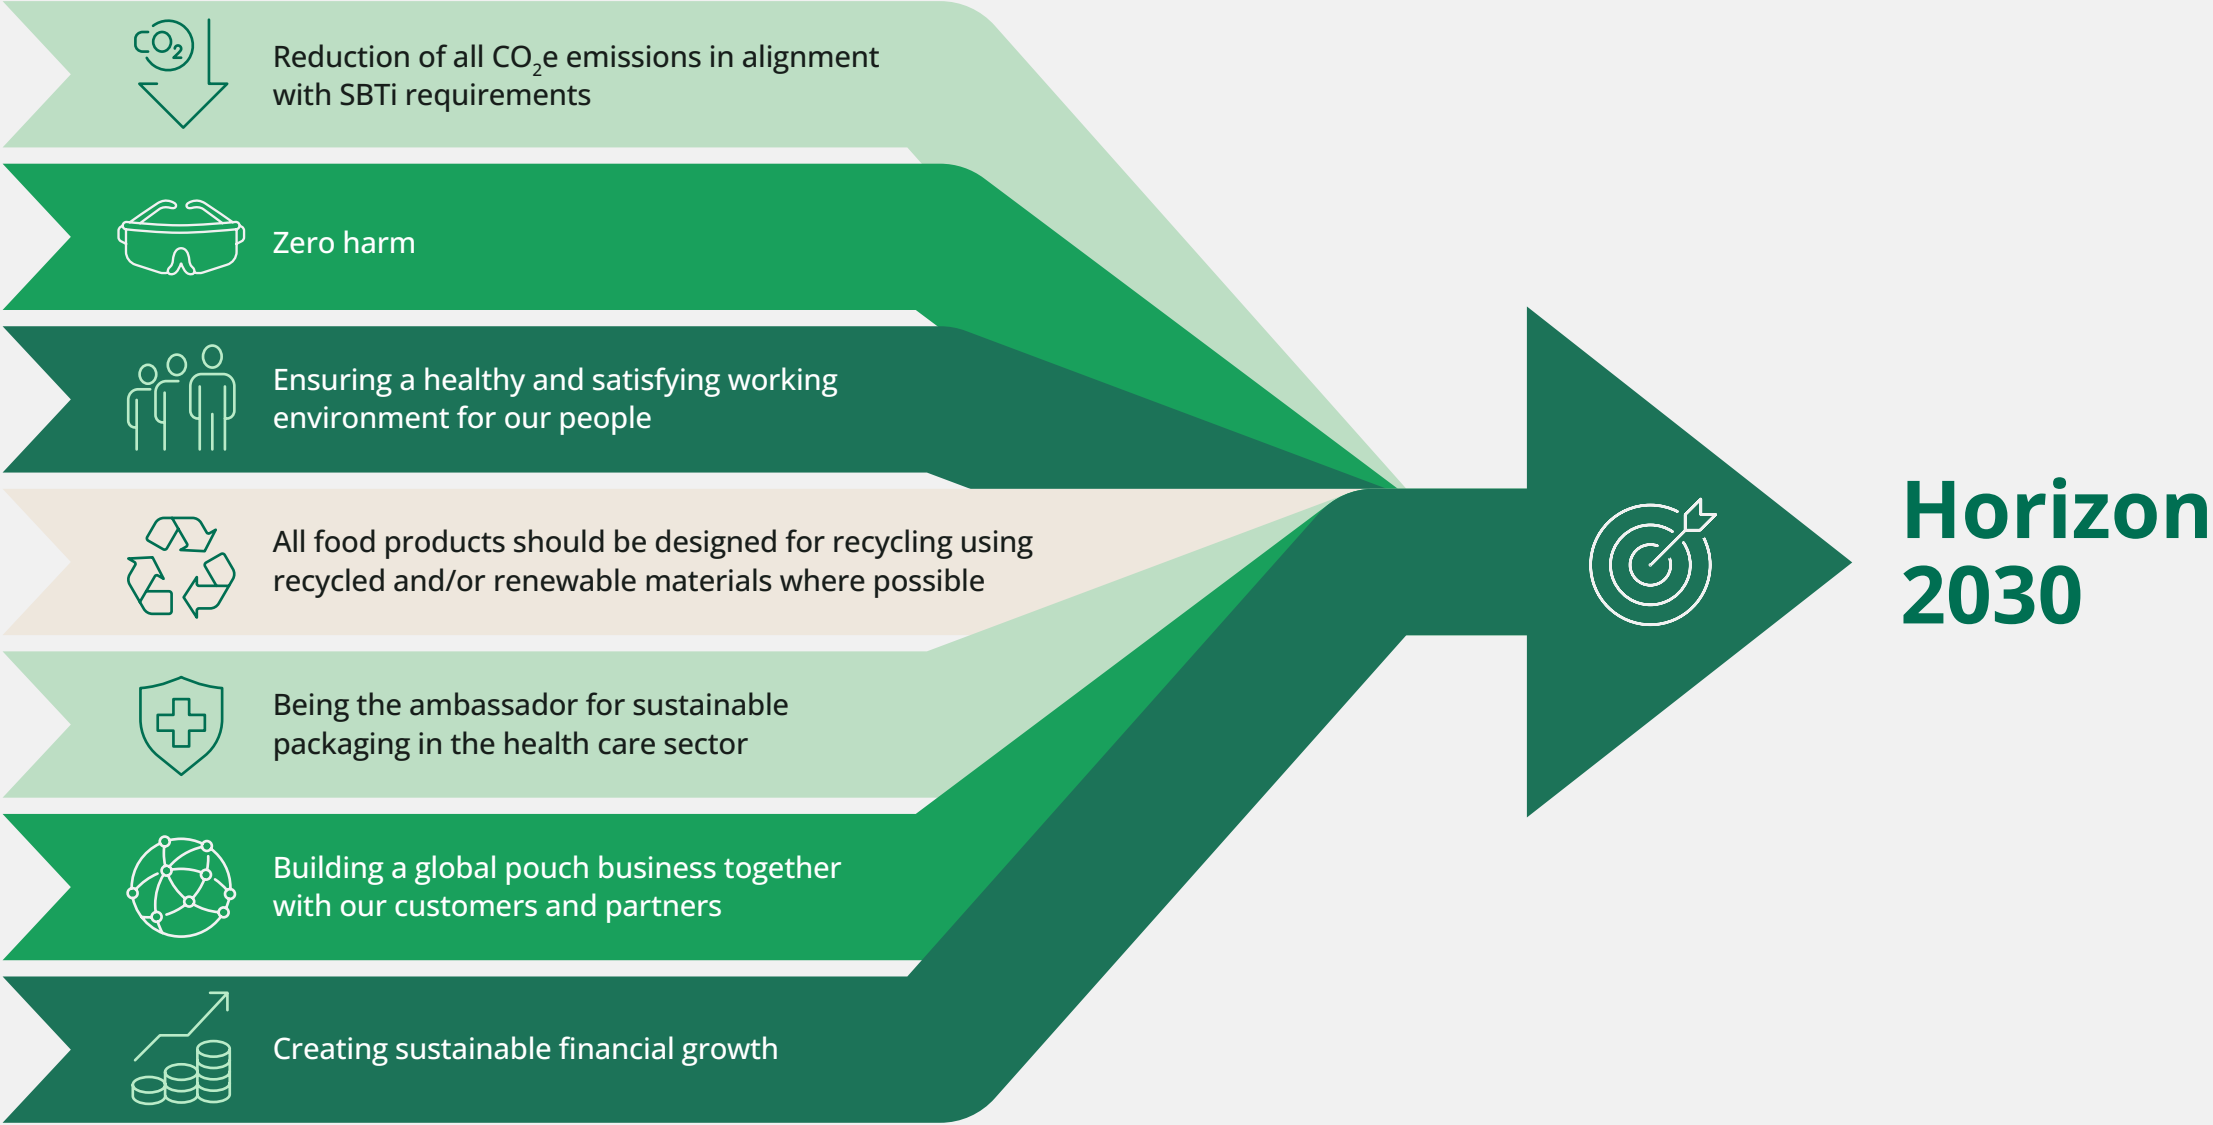 CO2
Reduction of all CO₂e emissions in alignment
with SBTi requirements
Zero harm
Ensuring a healthy and satisfying working
environment for our people
All food products should be designed for recycling using
recycled and/or renewable materials where possible
Being the ambassador for sustainable
packaging in the health care sector
Building a global pouch business together
with our customers and partners
Creating sustainable financial growth
Horizon
2030